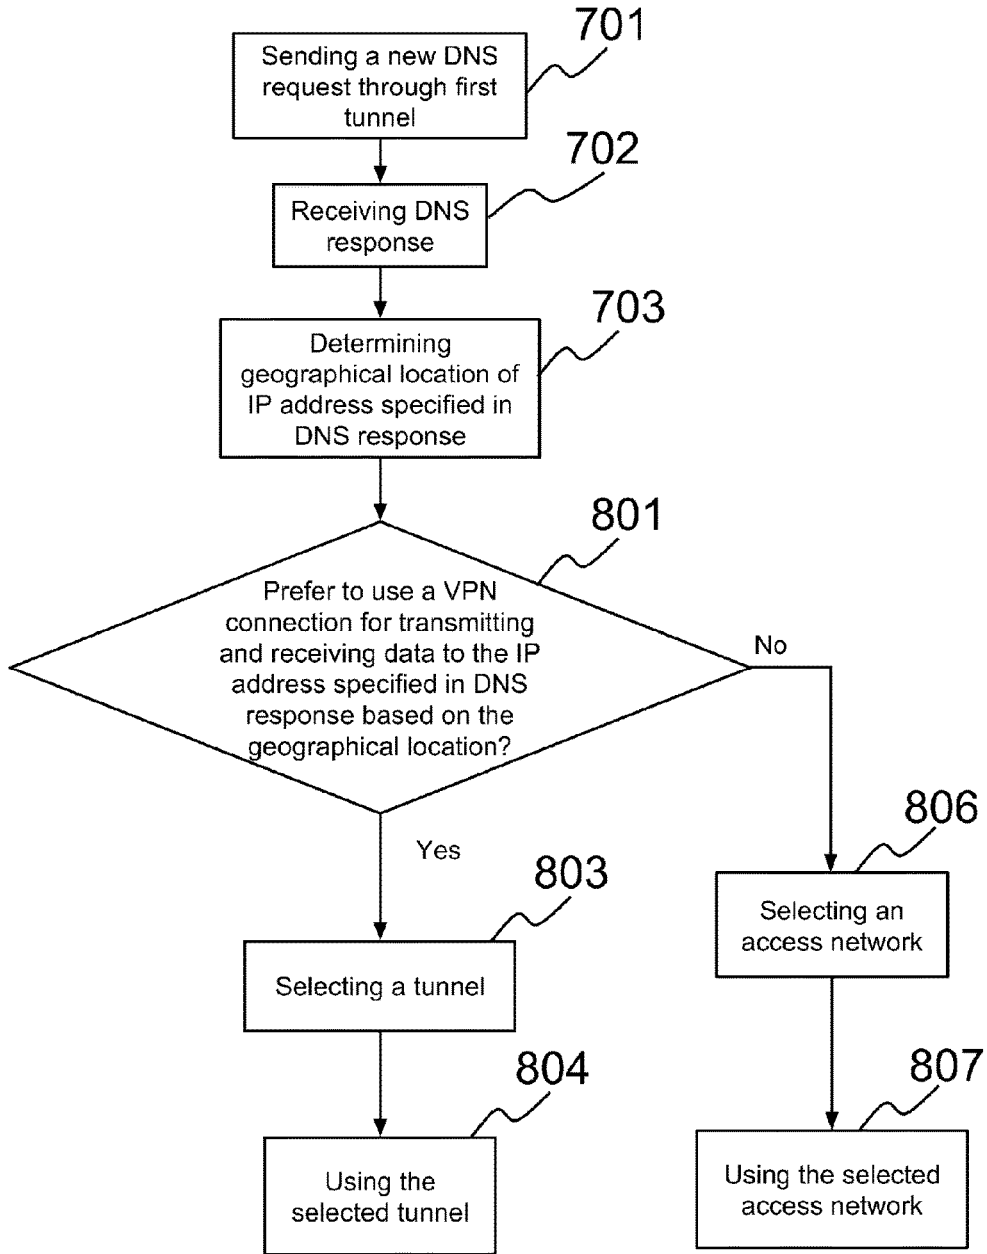 701
Sending a new DNS
request through first
tunnel
702
Receiving DNS
response
703
Determining
geographical location of
IP address specified in
DNS response
801
Prefer to use a VPN
connection for transmitting
and receiving data to the IP
address specified in DNS
response based on the
geographical location?
No
Yes
803
Selecting a tunnel
806
Selecting an
access network
804
Using the
selected tunnel
807
Using the selected
access network